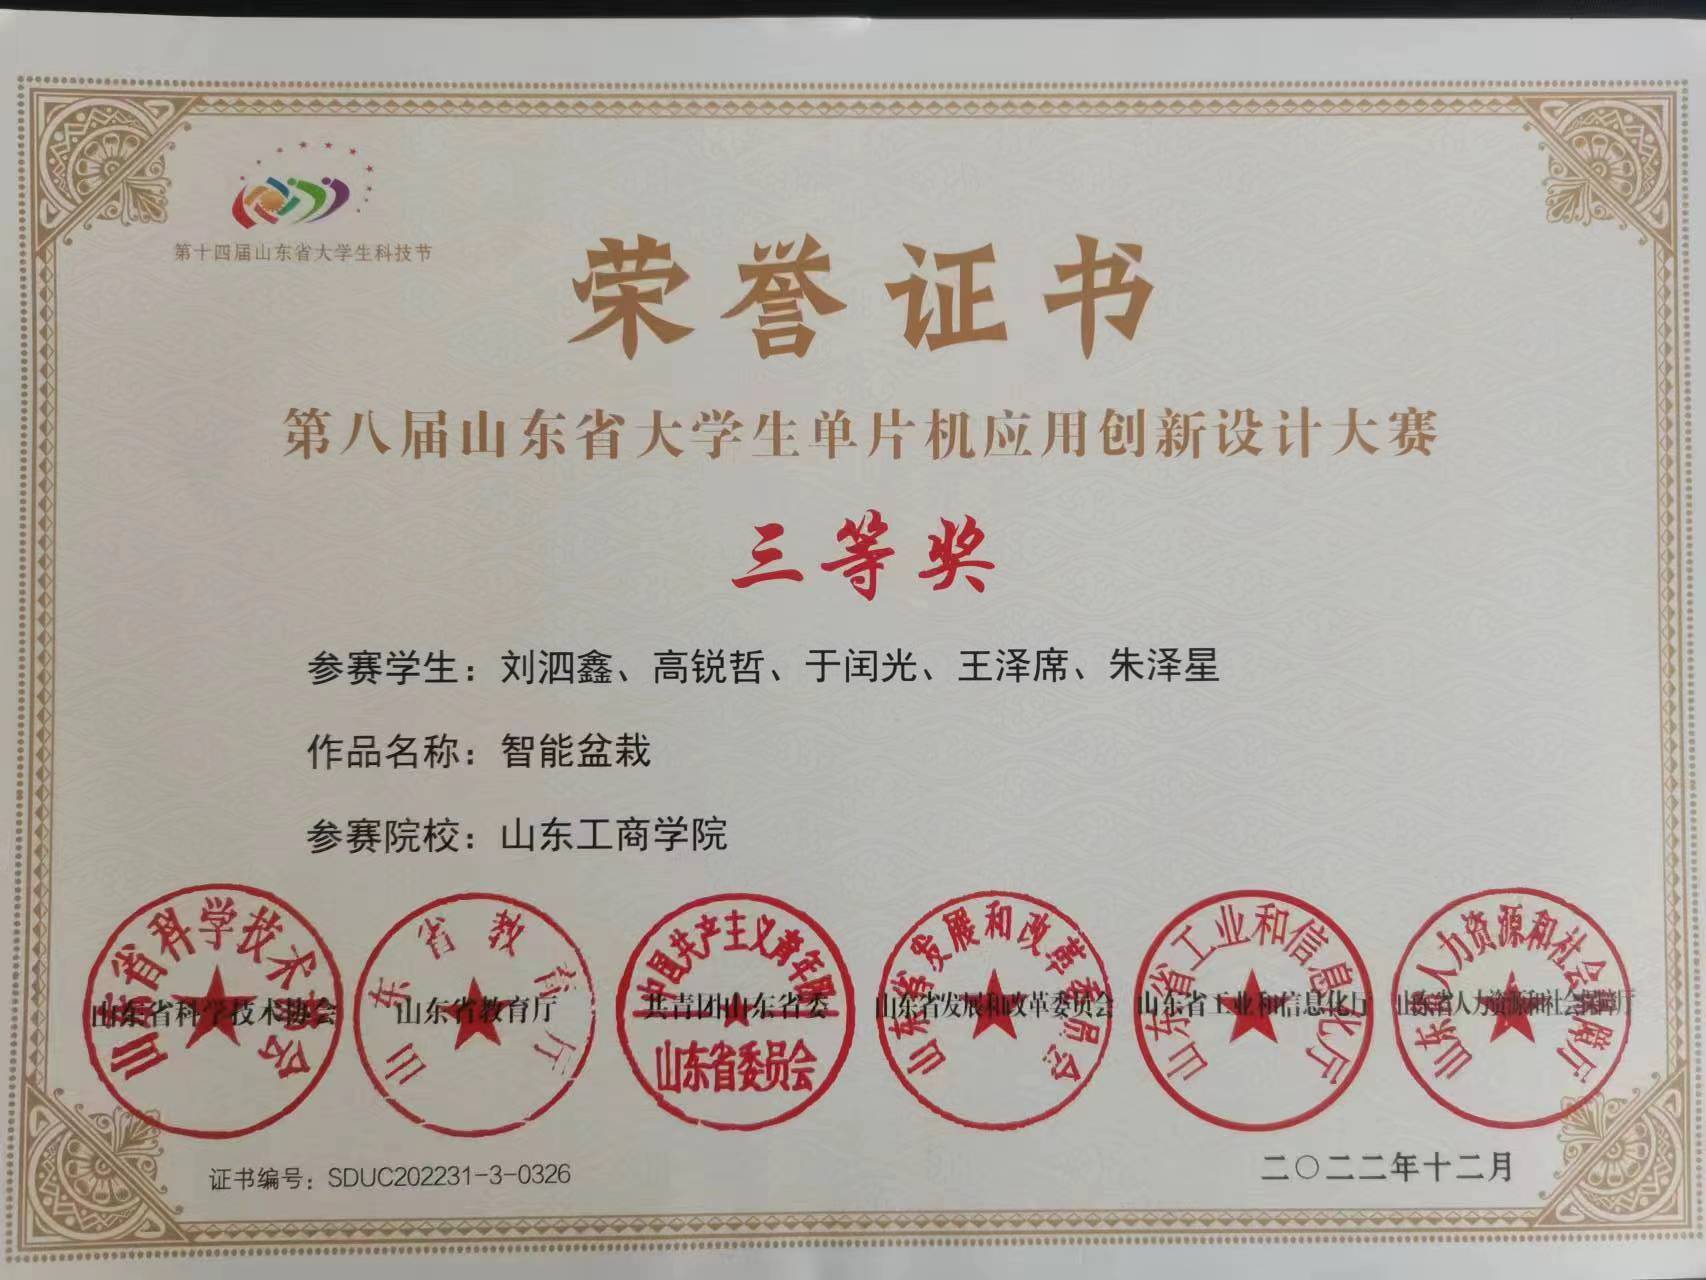 第十四届山东省大学生科技节
荣誉证书
第八届山东省大学生单片机应用创新设计大赛
三等奖
参赛学生：刘泗鑫、高锐哲、于闰光、王泽席、朱泽星
作品名称：智能盆栽
参赛院校：山东工商学院
山东省科学技术协会
山东省科学技术协会
山东省教育厅
山东省教育厅
中国共产主义青年团
共青团山东省委
山东省委员会
山东省发展和改革委员会
山东省发展和改革委员会
山东省工业和信息化厅
山东省工业和信息化厅
山东省人力资源和社会保障厅
山东省人力资源和社会保障厅
证书编号：SDUC202231-3-0326
二〇二二年十二月